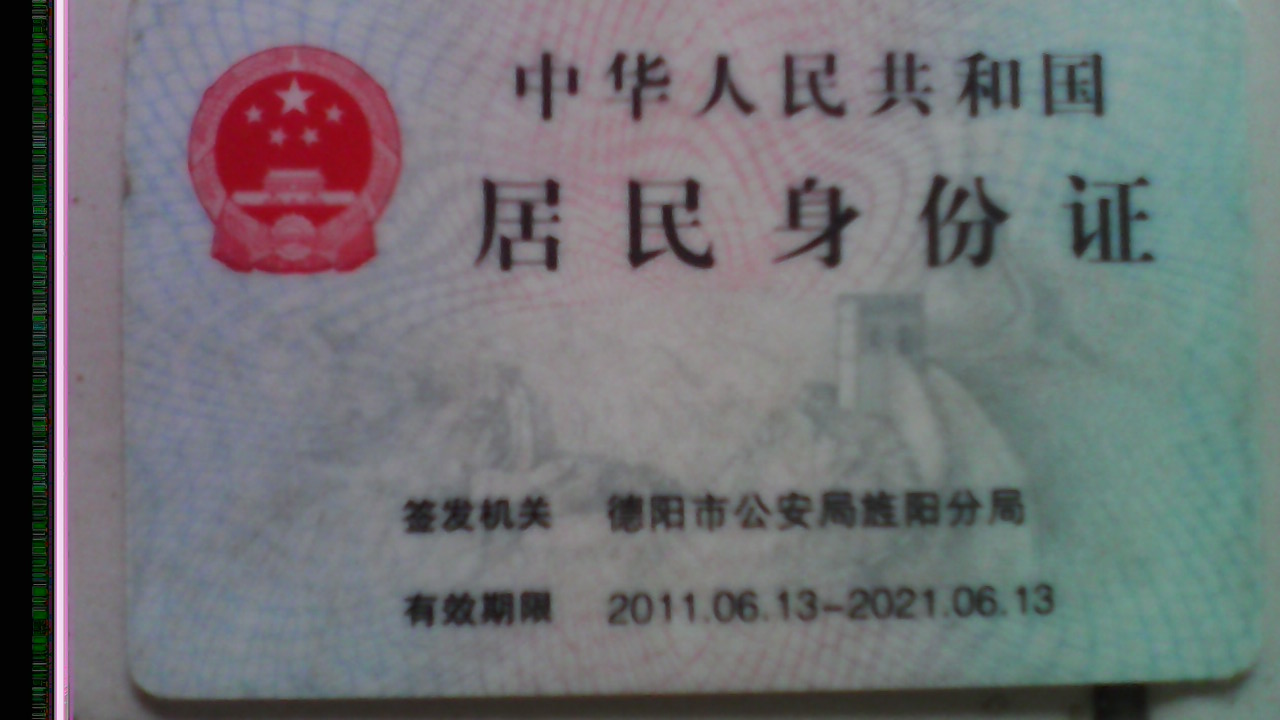 中华人民共和国
居民身份证
签发机关 德阳市公安局旌阳分局
有效期限 2011.06.13-2021.06.13